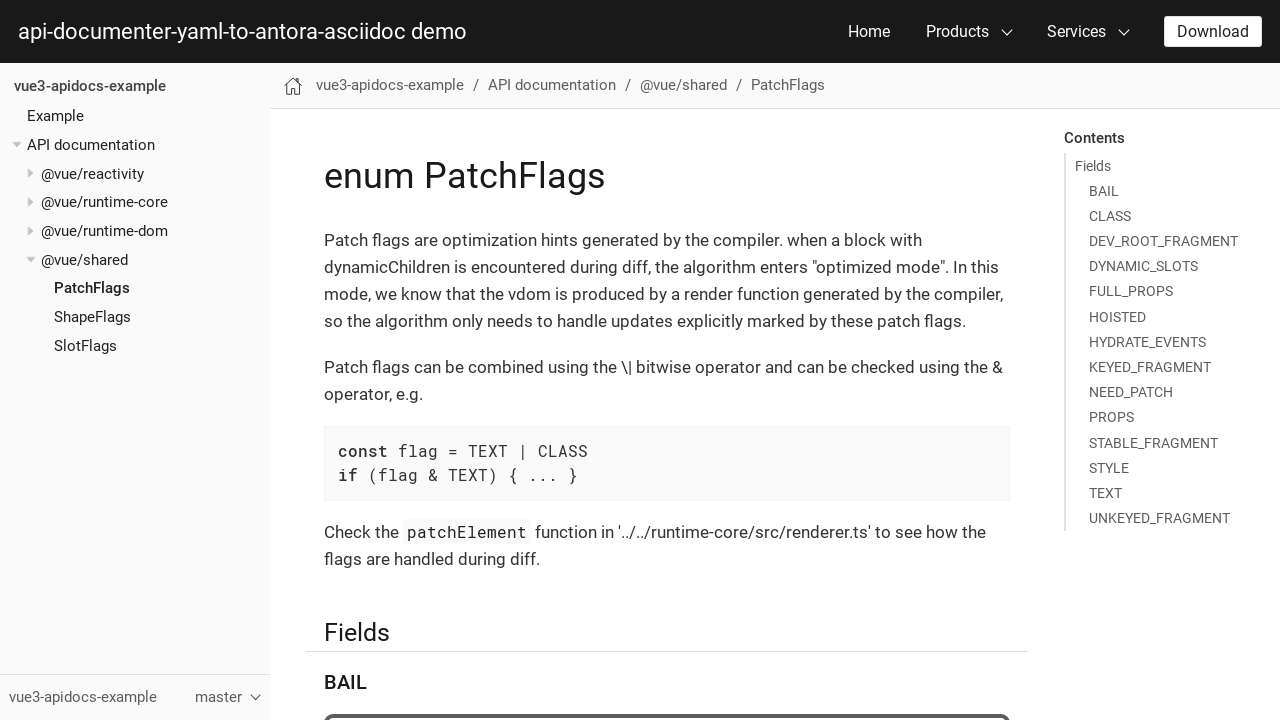 api-documenter-yaml-to-antora-asciidoc demo
Home
Products
Services
Download
vue3-apidocs-example
Example
API documentation
@vue/reactivity
@vue/runtime-core
@vue/runtime-dom
@vue/shared
PatchFlags
ShapeFlags
SlotFlags
vue3-apidocs-example
master
vue3-apidocs-example / API documentation / @vue/shared / PatchFlags
enum PatchFlags
Patch flags are optimization hints generated by the compiler. when a block with
dynamicChildren is encountered during diff, the algorithm enters "optimized mode". In this
mode, we know that the vdom is produced by a render function generated by the compiler,
so the algorithm only needs to handle updates explicitly marked by these patch flags.
Patch flags can be combined using the \| bitwise operator and can be checked using the &
operator, e.g.
const flag = TEXT | CLASS
if (flag & TEXT) { ... }
Check the patchElement function in '../../runtime-core/src/renderer.ts' to see how the
flags are handled during diff.
Fields
BAIL
Contents
Fields
BAIL
CLASS
DEV_ROOT_FRAGMENT
DYNAMIC_SLOTS
FULL_PROPS
HOISTED
HYDRATE_EVENTS
KEYED_FRAGMENT
NEED_PATCH
PROPS
STABLE_FRAGMENT
STYLE
TEXT
UNKEYED_FRAGMENT